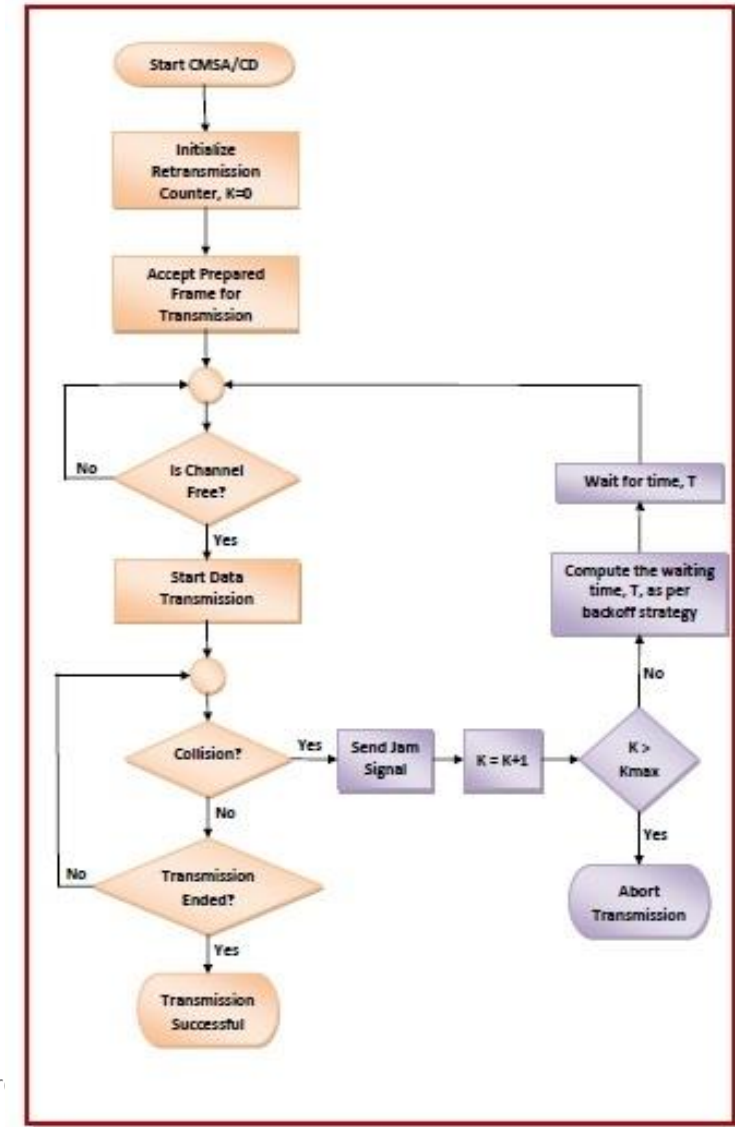 Start CMSA/CD
Initialize
Retransmission
Counter, K=0
Accept Prepared
Frame for
Transmission
No
Is Channel
Free?
Yes
Start Data
Transmission
Collision?
Yes
Send Jam
Signal
K = K+1
K >
Kmax
No
Compute the waiting
time, T, as per
backoff strategy
Wait for time, T
Yes
Abort
Transmission
No
No
Transmission
Ended?
Yes
Transmission
Successful